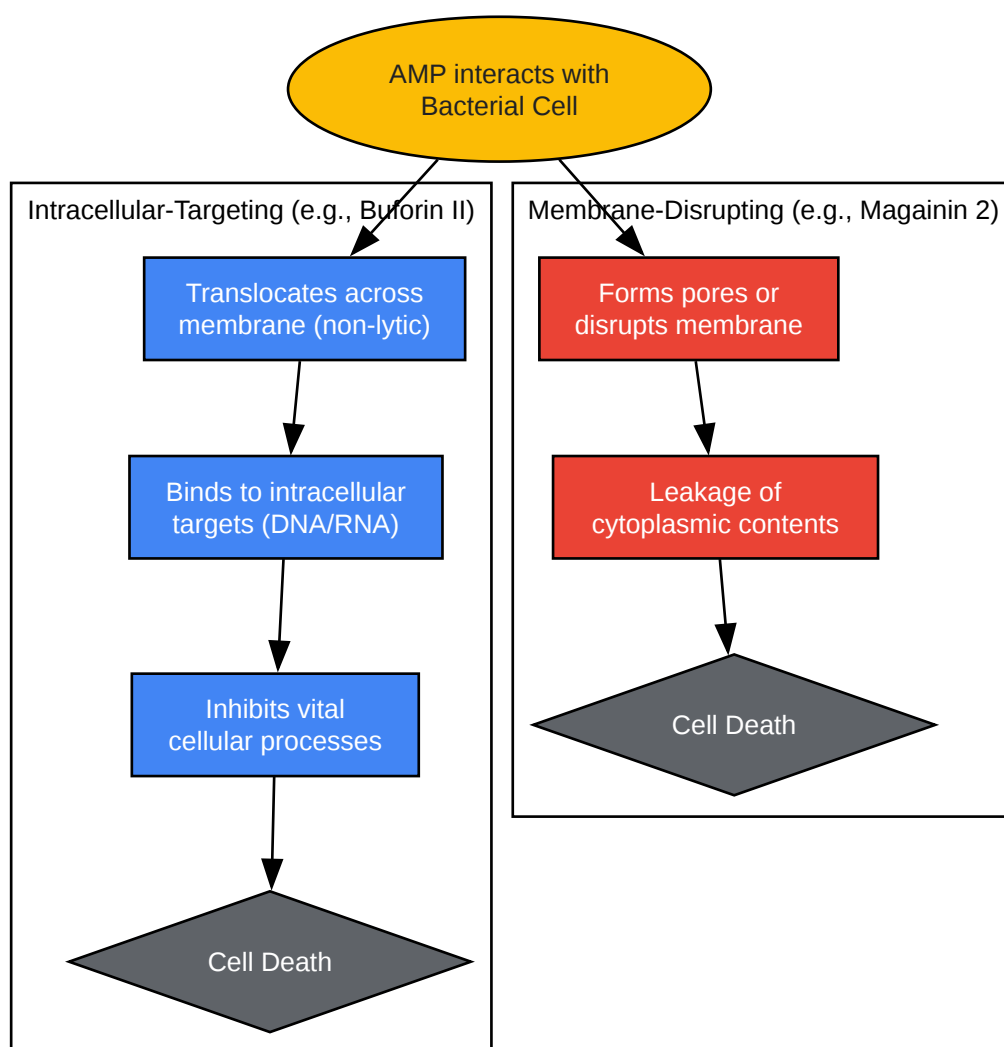 AMP interacts with
Bacterial Cell
Intracellular-Targeting (e.g., Buforin II)
Translocates across
membrane (non-lytic)
Binds to intracellular
targets (DNA/RNA)
Inhibits vital
cellular processes
Cell Death
Membrane-Disrupting (e.g., Magainin 2)
Forms pores or
disrupts membrane
Leakage of
cytoplasmic contents
Cell Death